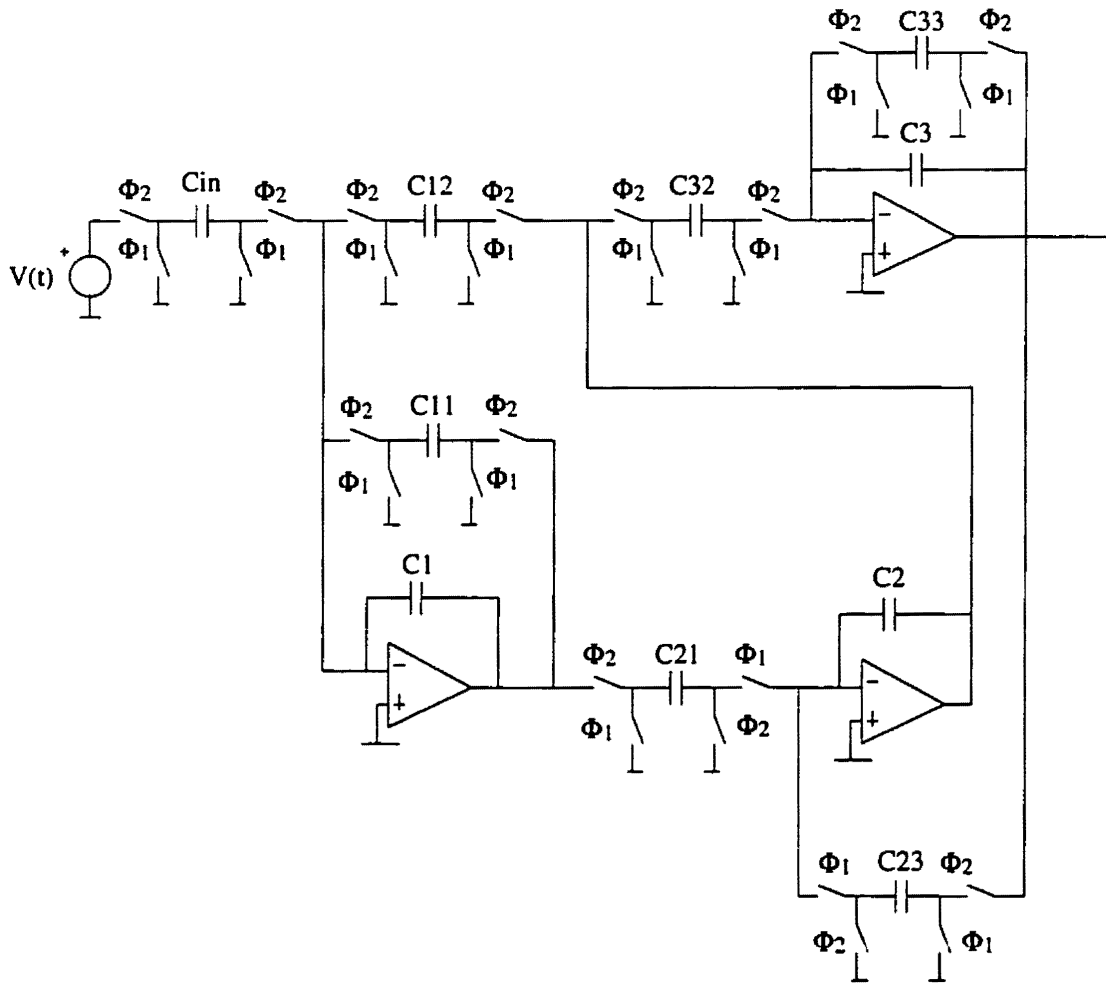 Φ2 C33 Φ2
Φ1 Φ1
C3
Φ2 Cin Φ2 Φ2 C12 Φ2 Φ2 C32 Φ2
− +
V(t) + Φ1 Φ1 Φ1 Φ1 Φ1 Φ1
Φ2 C11 Φ2
Φ1 Φ1
C1 C2
− +
Φ2 C21 Φ1
− +
Φ1 Φ2
Φ1 C23 Φ2
Φ2 Φ1